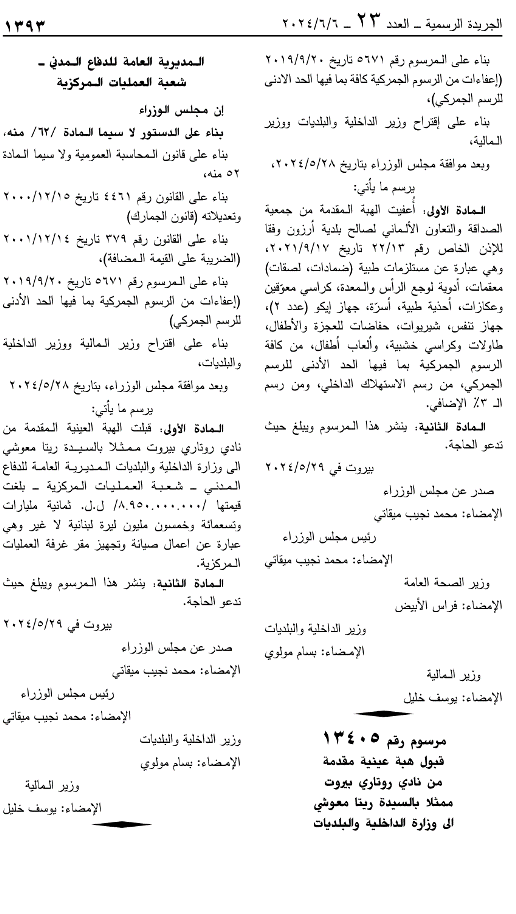 الجريدة الرسمية ــ العدد ٢٣ ــ ٢٠٢٤/٦/٦
١٣٩٣
بناء على المرسوم رقم ٥٦٧١ تاريخ ٢٠١٩/٩/٢٠
(إعفاءات من الرسوم الجمركية كافة بما فيها الحد الادنى
للرسم الجمركي)،
بناء على إقتراح وزير الداخلية والبلديات ووزير
المالية،
وبعد موافقة مجلس الوزراء بتاريخ ٢٠٢٤/٥/٢٨،
يرسم ما يأتي:
المادة الأولى: أُعفيت الهبة المقدمة من جمعية
الصداقة والتعاون الألماني لصالح بلدية أرزون وفقا
للإذن الخاص رقم ٢٢/١٣ تاريخ ٢٠٢١/٩/١٧،
وهي عبارة عن مستلزمات طبية (ضمادات، لصقات)
معقمات، أدوية لوجع الرأس والمعدة، كراسي معوّقين
وعكازات، أحذية طبية، أسرّة، جهاز إيكو (عدد ٢)،
جهاز تنفس، شيريوات، حفاضات للعجزة والأطفال،
طاولات وكراسي خشبية، وألعاب أطفال، من كافة
الرسوم الجمركية بما فيها الحد الأدنى للرسم
الجمركي، من رسم الاستهلاك الداخلي، ومن رسم
الـ ٣٪ الإضافي.
المادة الثانية: ينشر هذا المرسوم ويبلغ حيث
تدعو الحاجة.
بيروت في ٢٠٢٤/٥/٢٩
صدر عن مجلس الوزراء
الإمضاء: محمد نجيب ميقاتي
رئيس مجلس الوزراء
الإمضاء: محمد نجيب ميقاتي
وزير الصحة العامة
الإمضاء: فراس الأبيض
وزير الداخلية والبلديات
الإمضاء: بسام مولوي
وزير المالية
الإمضاء: يوسف خليل
مرسوم رقم ١٣٤٠٥
قبول هبة عينية مقدمة
من نادي روتاري بيروت
ممثلا بالسيدة ريتا معوشي
الى وزارة الداخلية والبلديات
المديرية العامة للدفاع المدني ــ
شعبة العمليات المركزية
إن مجلس الوزراء
بناء على الدستور لا سيما المادة /٦٢/ منه،
بناء على قانون المحاسبة العمومية ولا سيما المادة
٥٢ منه،
بناء على القانون رقم ٤٤٦١ تاريخ ٢٠٠٠/١٢/١٥
وتعديلاته (قانون الجمارك)
بناء على القانون رقم ٣٧٩ تاريخ ٢٠٠١/١٢/١٤
(الضريبة على القيمة المضافة)،
بناء على المرسوم رقم ٥٦٧١ تاريخ ٢٠١٩/٩/٢٠
(إعفاءات من الرسوم الجمركية بما فيها الحد الأدنى
للرسم الجمركي)
بناء على اقتراح وزير المالية ووزير الداخلية
والبلديات،
وبعد موافقة مجلس الوزراء، بتاريخ ٢٠٢٤/٥/٢٨
يرسم ما يأتي:
المادة الأولى: قبلت الهبة العينية المقدمة من
نادي روتاري بيروت ممثلا بالسيدة ريتا معوشي
الى وزارة الداخلية والبلديات المديرية العامة للدفاع
المدني ــ شعبة العمليات المركزية ــ بلغت
قيمتها /٨.٩٥٠.٠٠٠.٠٠٠/ ل.ل. ثمانية مليارات
وتسعمائة وخمسون مليون ليرة لبنانية لا غير وهي
عبارة عن اعمال صيانة وتجهيز مقر غرفة العمليات
المركزية.
المادة الثانية: ينشر هذا المرسوم ويبلغ حيث
تدعو الحاجة.
بيروت في ٢٠٢٤/٥/٢٩
صدر عن مجلس الوزراء
الإمضاء: محمد نجيب ميقاتي
رئيس مجلس الوزراء
الإمضاء: محمد نجيب ميقاتي
وزير الداخلية والبلديات
الإمضاء: بسام مولوي
وزير المالية
الإمضاء: يوسف خليل